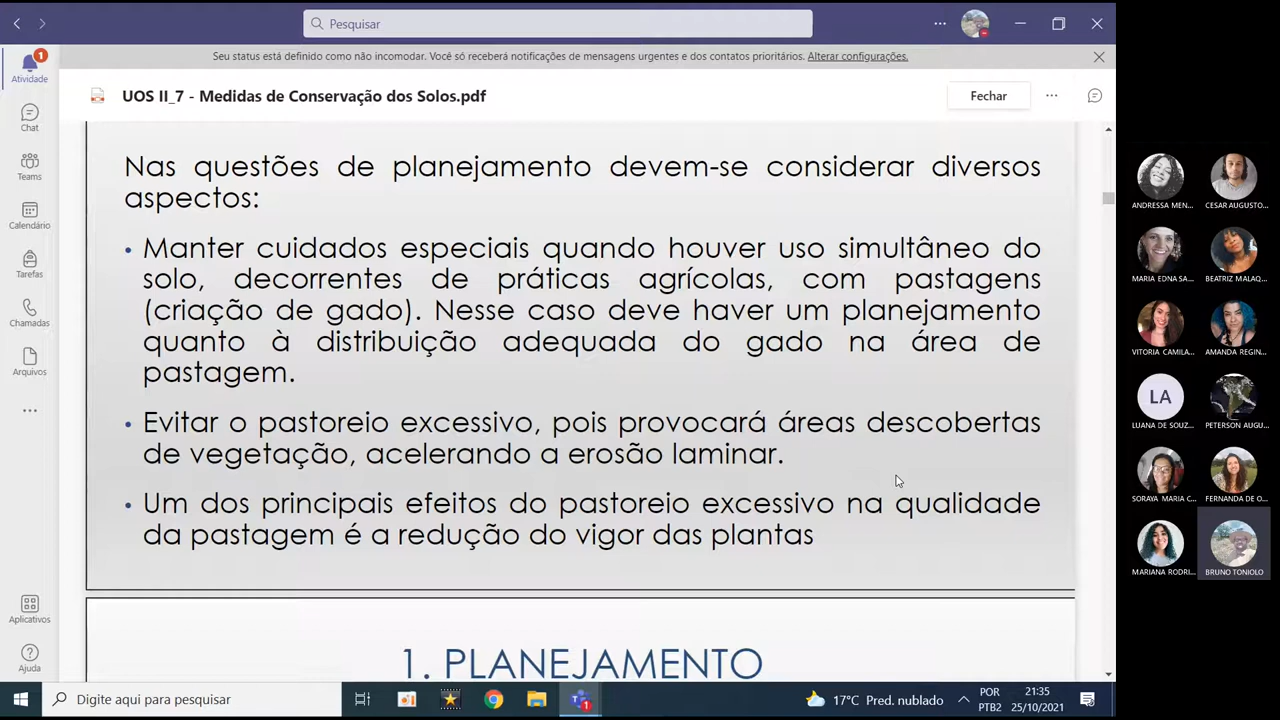 Pesquisar
Seu status está definido como não incomodar. Você só receberá notificações de mensagens urgentes e dos contatos prioritários. Alterar configurações.
1
Atividade
Chat
Teams
Calendário
Tarefas
Chamadas
Arquivos
Aplicativos
Ajuda
UOS II_7 - Medidas de Conservação dos Solos.pdf
Fechar
Nas questões de planejamento devem-se considerar diversos
aspectos:
• Manter cuidados especiais quando houver uso simultâneo do
solo, decorrentes de práticas agrícolas, com pastagens
(criação de gado). Nesse caso deve haver um planejamento
quanto à distribuição adequada do gado na área de
pastagem.
• Evitar o pastoreio excessivo, pois provocará áreas descobertas
de vegetação, acelerando a erosão laminar.
• Um dos principais efeitos do pastoreio excessivo na qualidade
da pastagem é a redução do vigor das plantas
1. PLANEJAMENTO
ANDRESSA MEN...
CESAR AUGUSTO...
MARIA EDNA SA...
BEATRIZ MALAQ...
VITORIA CAMILA...
AMANDA REGIN...
LA
LUANA DE SOUZ...
PETERSON AUGU...
SORAYA MARIA C...
FERNANDA DE O...
MARIANA RODRI...
BRUNO TONIOLO
Digite aqui para pesquisar
1
17°C Pred. nublado
POR
PTB2
21:35
25/10/2021